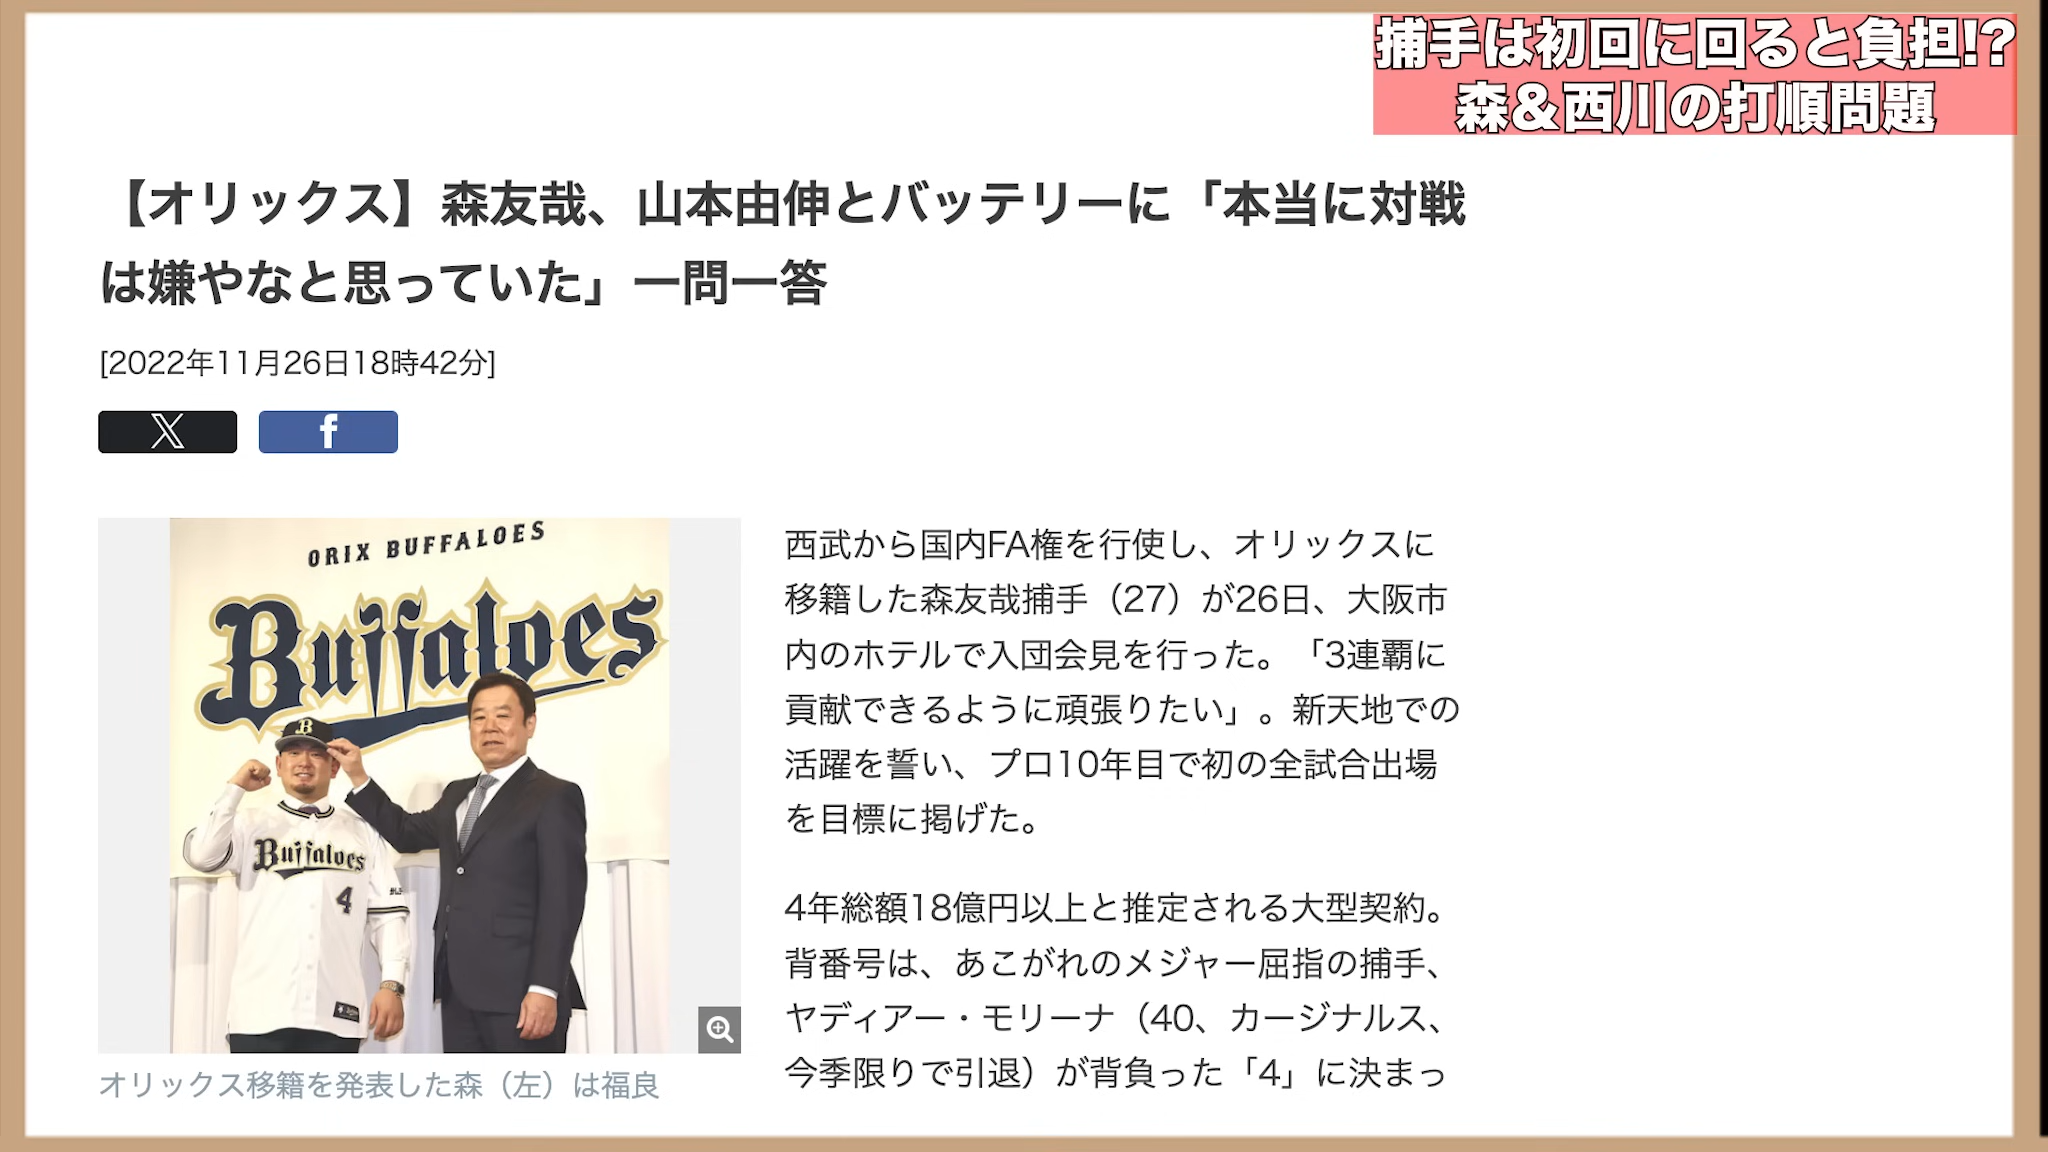 捕手は初回に回ると負担!?
森&西川の打順問題
【オリックス】森友哉、山本由伸とバッテリーに「本当に対戦
は嫌やなと思っていた」一問一答
[2022年11月26日18時42分]
ORIX BUFFALOES
Buffaloes
B
Buffaloes
4
西武から国内FA権を行使し、オリックスに
移籍した森友哉捕手（27）が26日、大阪市
内のホテルで入団会見を行った。「3連覇に
貢献できるように頑張りたい」。新天地での
活躍を誓い、プロ10年目で初の全試合出場
を目標に掲げた。
4年総額18億円以上と推定される大型契約。
背番号は、あこがれのメジャー屈指の捕手、
ヤディアー・モリーナ（40、カージナルス、
今季限りで引退）が背負った「4」に決まっ
オリックス移籍を発表した森（左）は福良